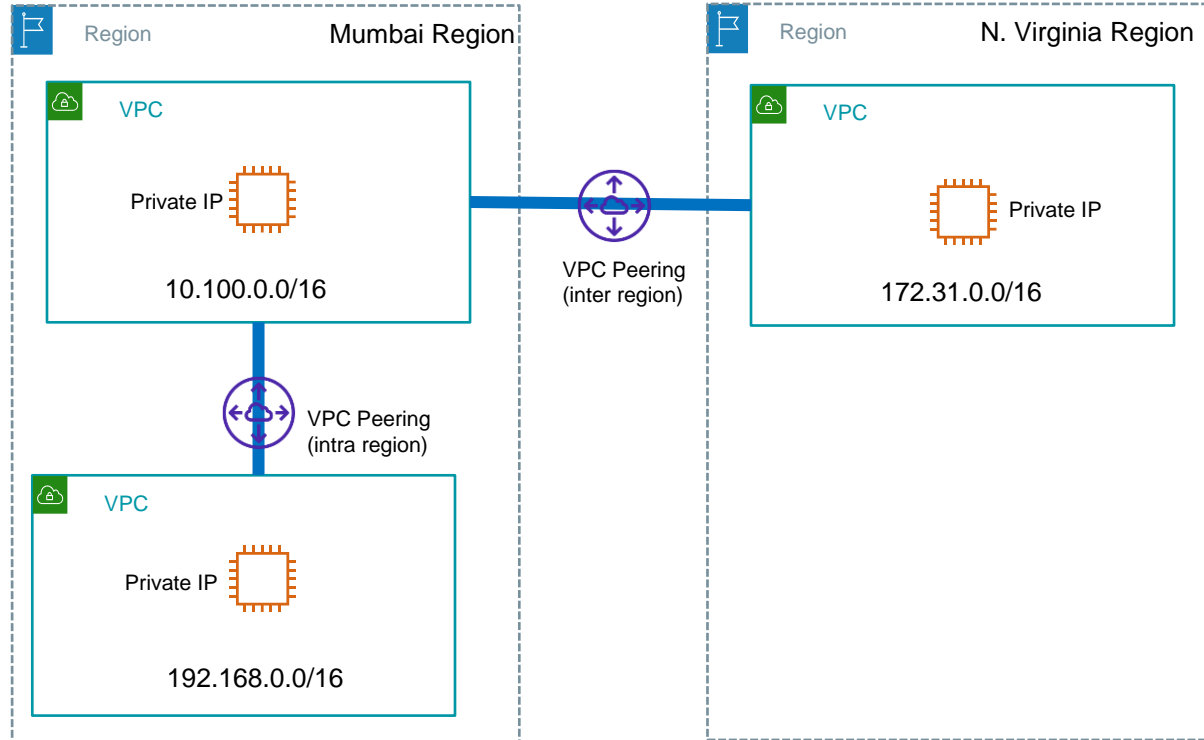 Region
Mumbai Region
VPC
Private IP
10.100.0.0/16
VPC Peering
(intra region)
VPC
Private IP
192.168.0.0/16
VPC Peering
(inter region)
Region
N. Virginia Region
VPC
Private IP
172.31.0.0/16